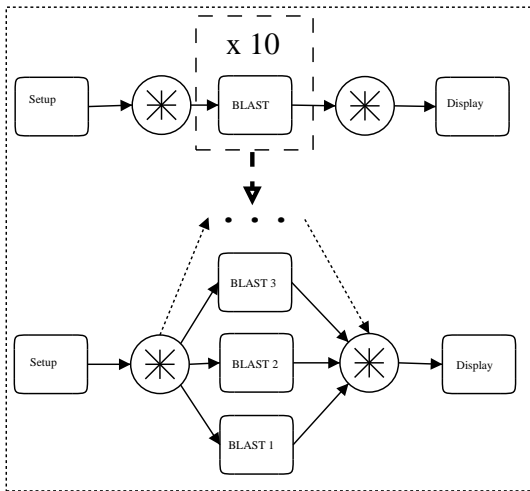 x 10
Setup
BLAST
Display
. . .
BLAST 3
Setup
BLAST 2
Display
BLAST 1